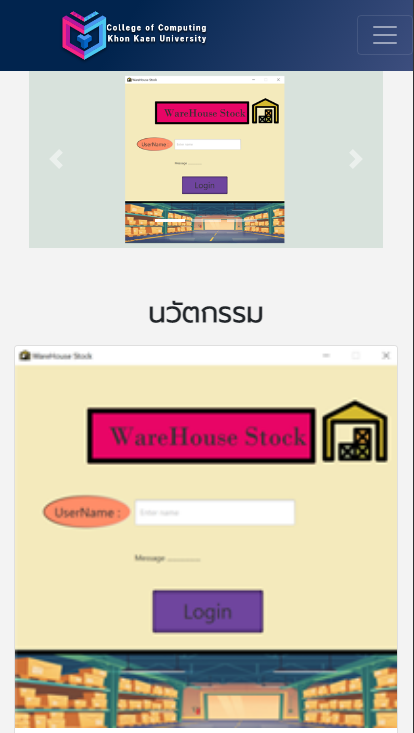 College of Computing
Khon Kaen University
WareHouse Stock
WareHouse Stock
UserName
Message
Login
นวัตกรรม
WareHouse Stock
WareHouse Stock
UserName :
Enter name
Message ..................
Login